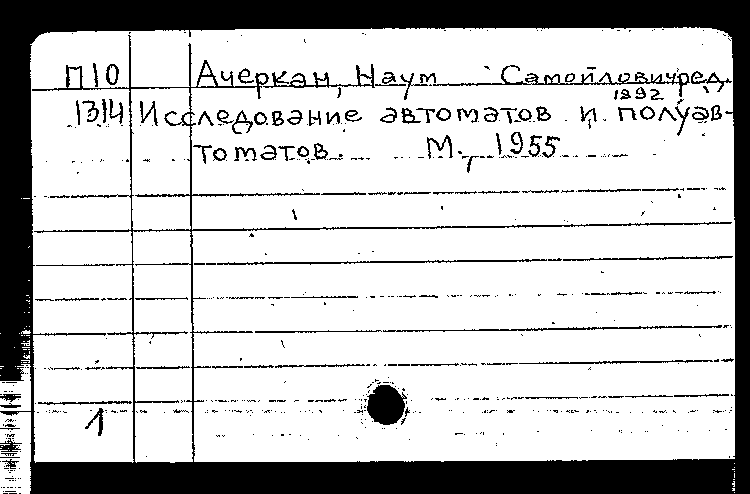 П10 Ачеркан, Наум Самойлович, ред.
1892
1314 Исследование автоматов и полуав-
томатов. М., 1955
1